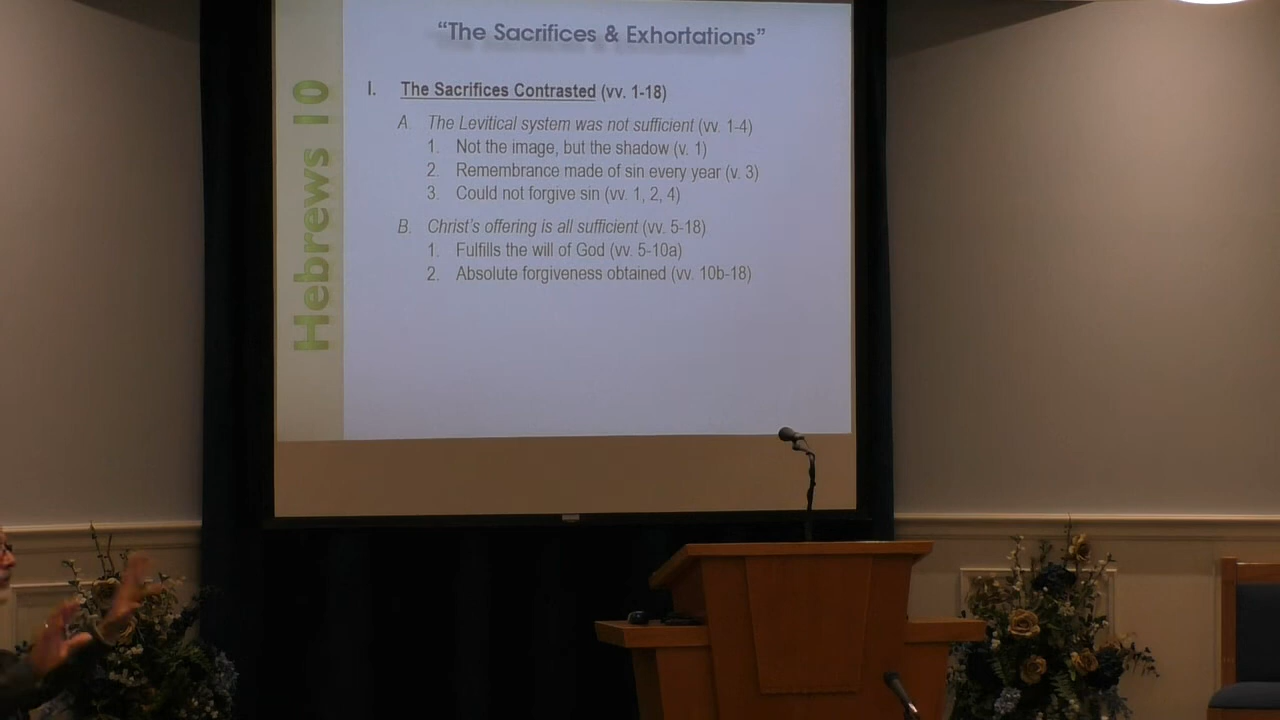 "The Sacrifices & Exhortations"
Hebrews 10
I. The Sacrifices Contrasted (vv. 1-18)
A. The Levitical system was not sufficient (vv. 1-4)
1. Not the image, but the shadow (v. 1)
2. Remembrance made of sin every year (v. 3)
3. Could not forgive sin (vv. 1, 2, 4)
B. Christ's offering is all sufficient (vv. 5-18)
1. Fulfills the will of God (vv. 5-10a)
2. Absolute forgiveness obtained (vv. 10b-18)